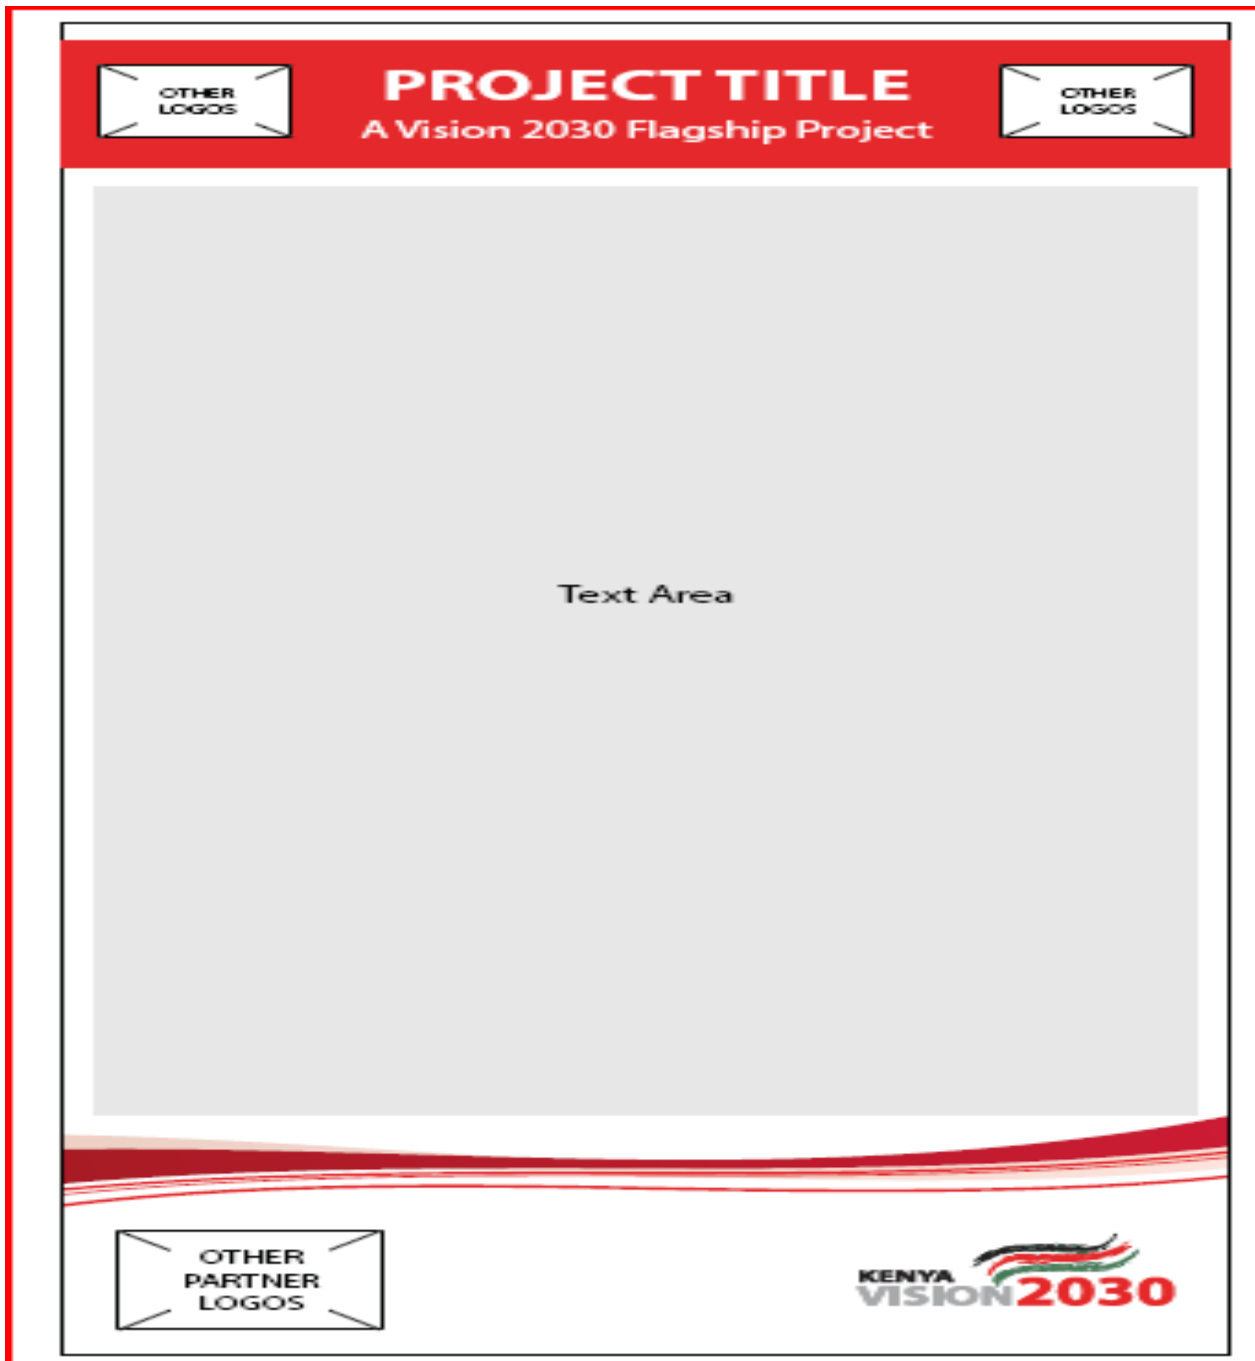 OTHER
LOGOS
PROJECT TITLE
A Vision 2030 Flagship Project
OTHER
LOGOS
Text Area
OTHER
PARTNER
LOGOS
KENYA
VISION 2030